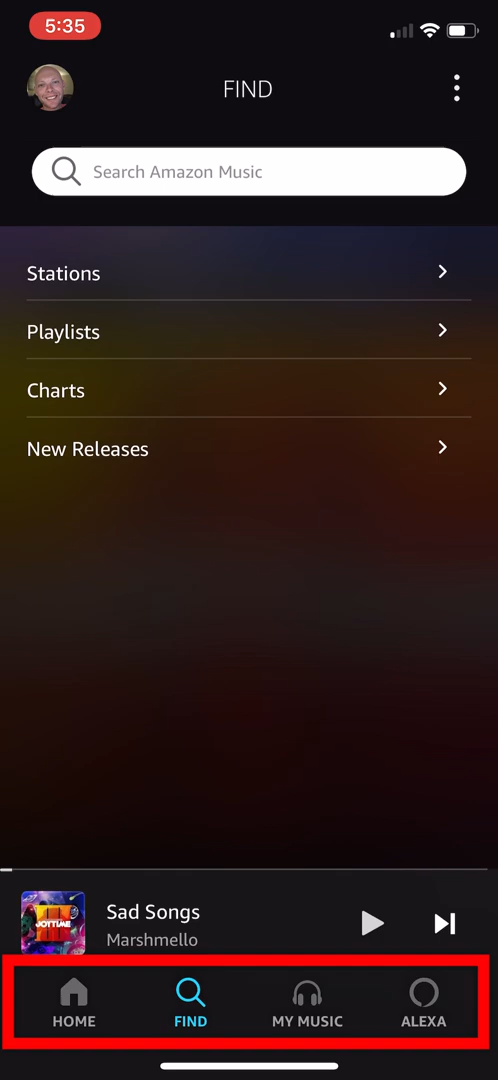 5:35
FIND
Search Amazon Music
Stations
Playlists
Charts
New Releases
JOYTIME
Sad Songs
Marshmello
HOME
FIND
MY MUSIC
ALEXA